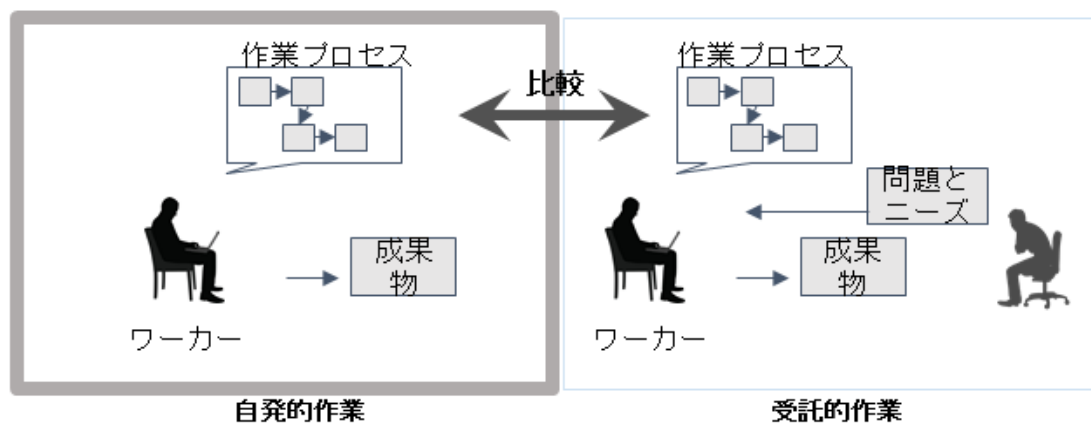 作業プロセス
比較
作業プロセス
問題と
ニーズ
成果
物
成果
物
ワーカー
ワーカー
自発的作業
受託的作業